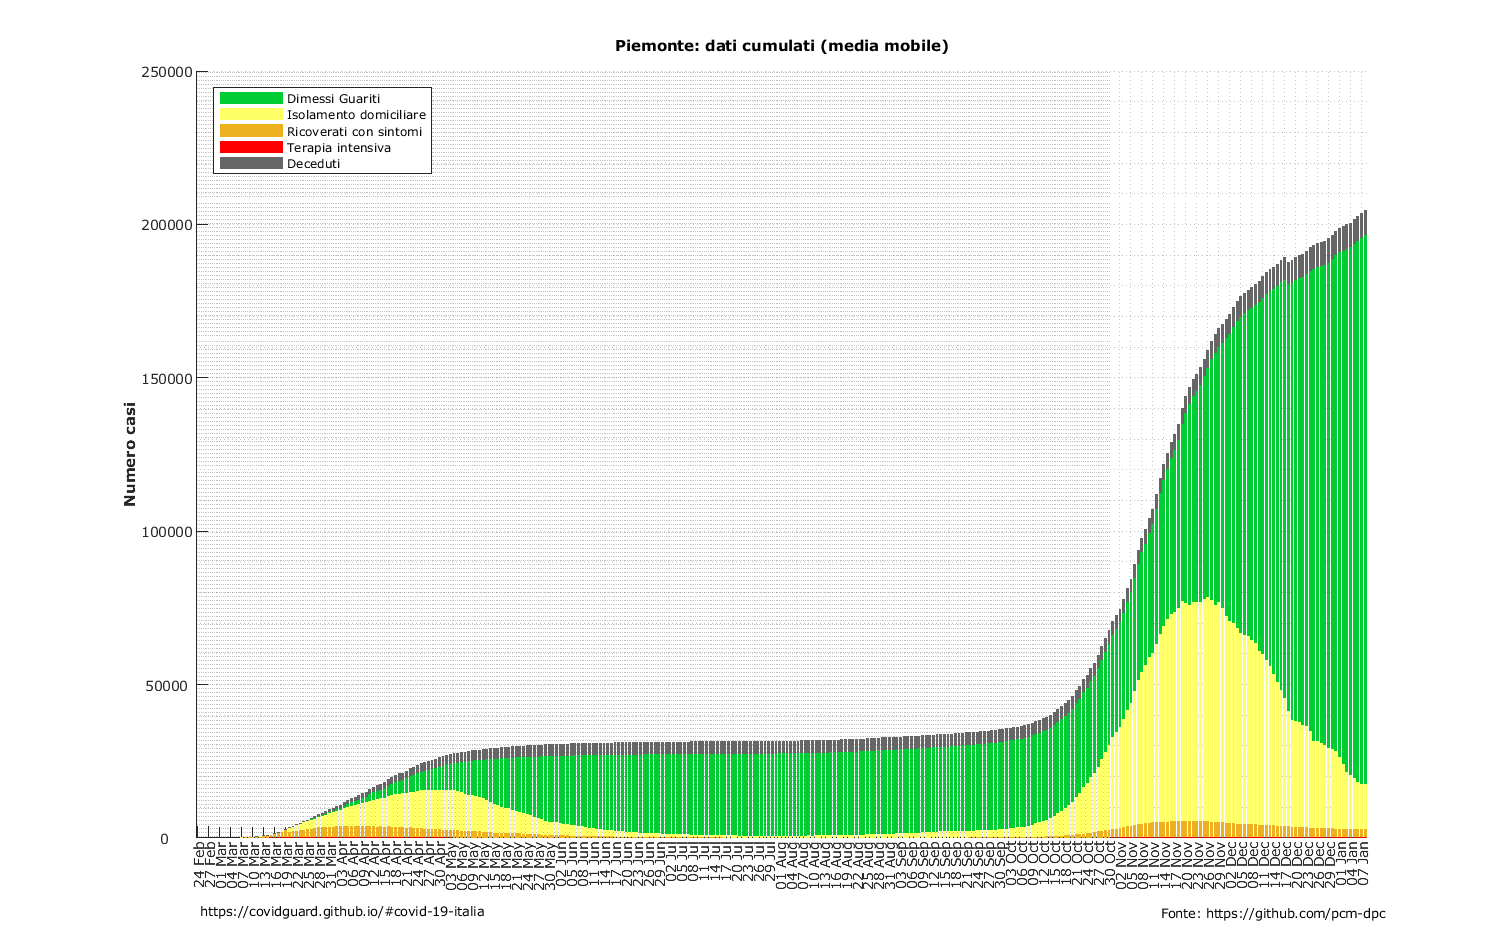 Piemonte: dati cumulati (media mobile)
250000
200000
150000
100000
50000
0
Numero casi
Dimessi Guariti
Isolamento domiciliare
Ricoverati con sintomi
Terapia intensiva
Deceduti
24 Feb
27 Feb
01 Mar
04 Mar
07 Mar
10 Mar
13 Mar
16 Mar
19 Mar
22 Mar
25 Mar
28 Mar
31 Mar
03 Apr
06 Apr
09 Apr
12 Apr
15 Apr
18 Apr
21 Apr
24 Apr
27 Apr
30 Apr
03 May
06 May
09 May
12 May
15 May
18 May
21 May
24 May
27 May
30 May
02 Jun
05 Jun
08 Jun
11 Jun
14 Jun
17 Jun
20 Jun
23 Jun
26 Jun
29 Jun
02 Jul
05 Jul
08 Jul
11 Jul
14 Jul
17 Jul
20 Jul
23 Jul
26 Jul
29 Jul
01 Aug
04 Aug
07 Aug
10 Aug
13 Aug
16 Aug
19 Aug
22 Aug
25 Aug
28 Aug
31 Aug
03 Sep
06 Sep
09 Sep
12 Sep
15 Sep
18 Sep
21 Sep
24 Sep
27 Sep
30 Sep
03 Oct
06 Oct
09 Oct
12 Oct
15 Oct
18 Oct
21 Oct
24 Oct
27 Oct
30 Oct
02 Nov
05 Nov
08 Nov
11 Nov
14 Nov
17 Nov
20 Nov
23 Nov
26 Nov
29 Nov
02 Dec
05 Dec
08 Dec
11 Dec
14 Dec
17 Dec
20 Dec
23 Dec
26 Dec
29 Dec
01 Jan
04 Jan
07 Jan
https://covidguard.github.io/#covid-19-italia
Fonte: https://github.com/pcm-dpc